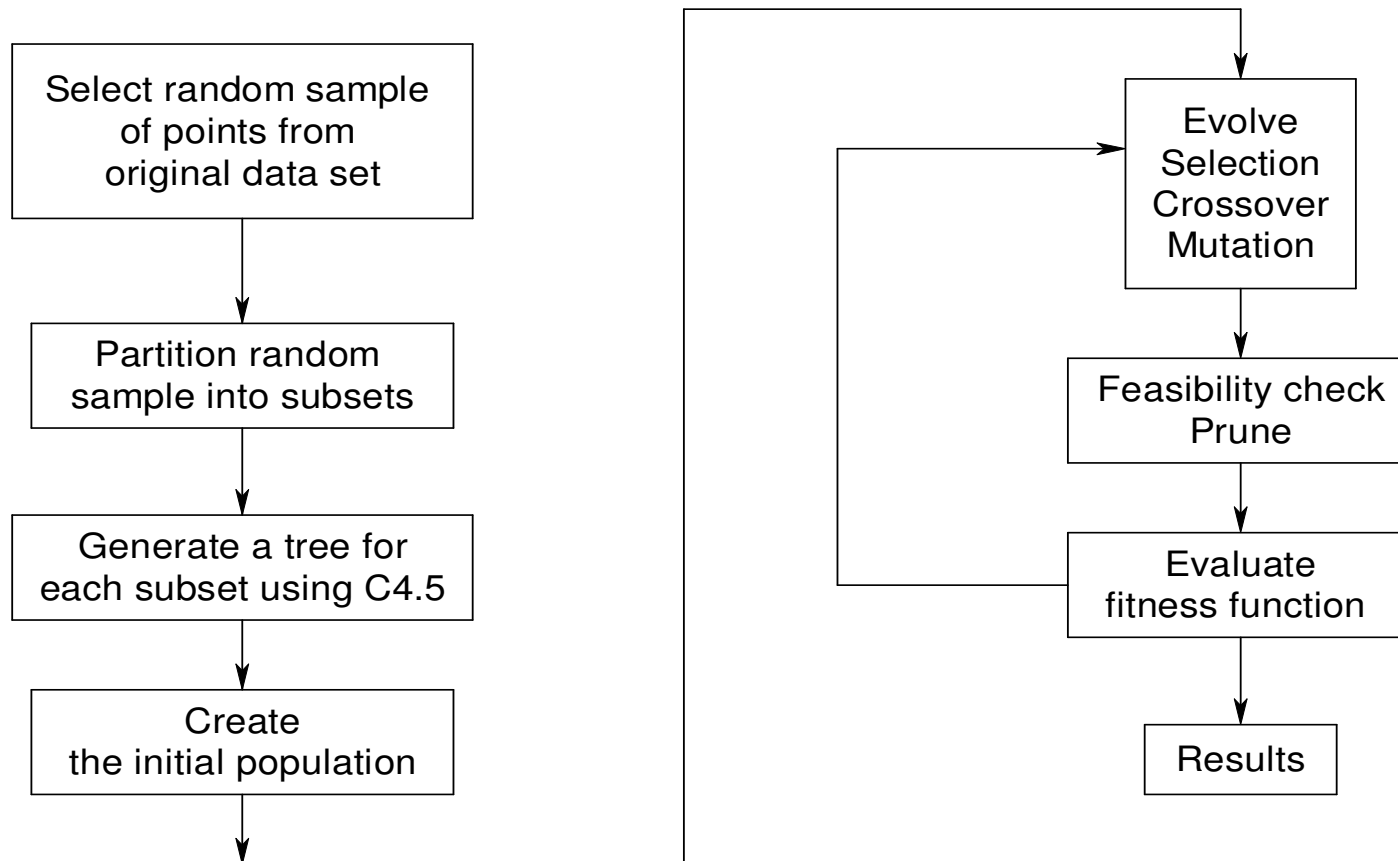 Select random sample
of points from
original data set
Partition random
sample into subsets
Generate a tree for
each subset using C4.5
Create
the initial population
Evolve
Selection
Crossover
Mutation
Feasibility check
Prune
Evaluate
fitness function
Results